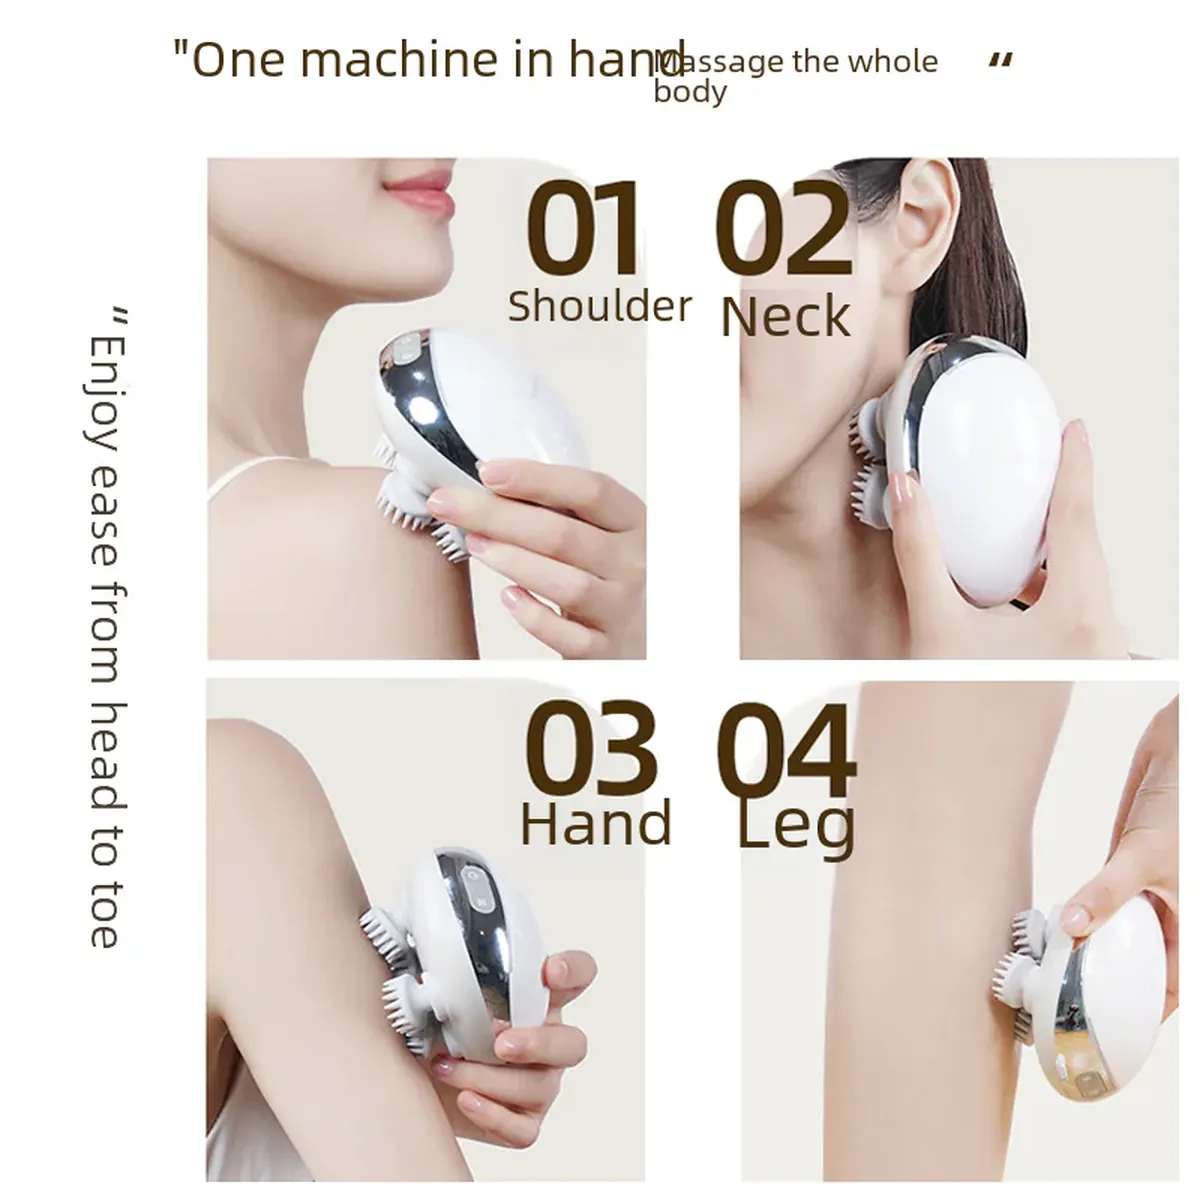 "One machine in hand
Massage the whole
body
“
“Enjoy ease from head to toe
01
Shoulder
02
Neck
03
Hand
04
Leg